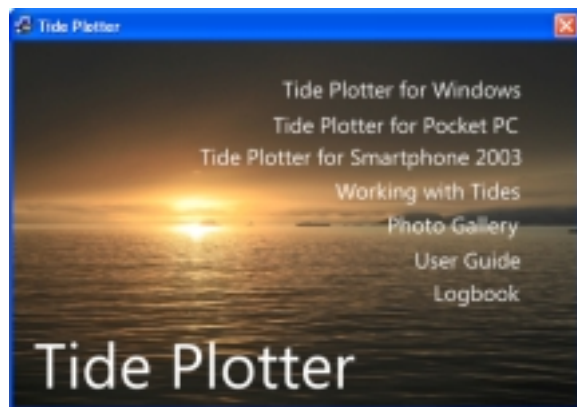 Tide Plotter
Tide Plotter for Windows
Tide Plotter for Pocket PC
Tide Plotter for Smartphone 2003
Working with Tides
Photo Gallery
User Guide
Logbook
Tide Plotter